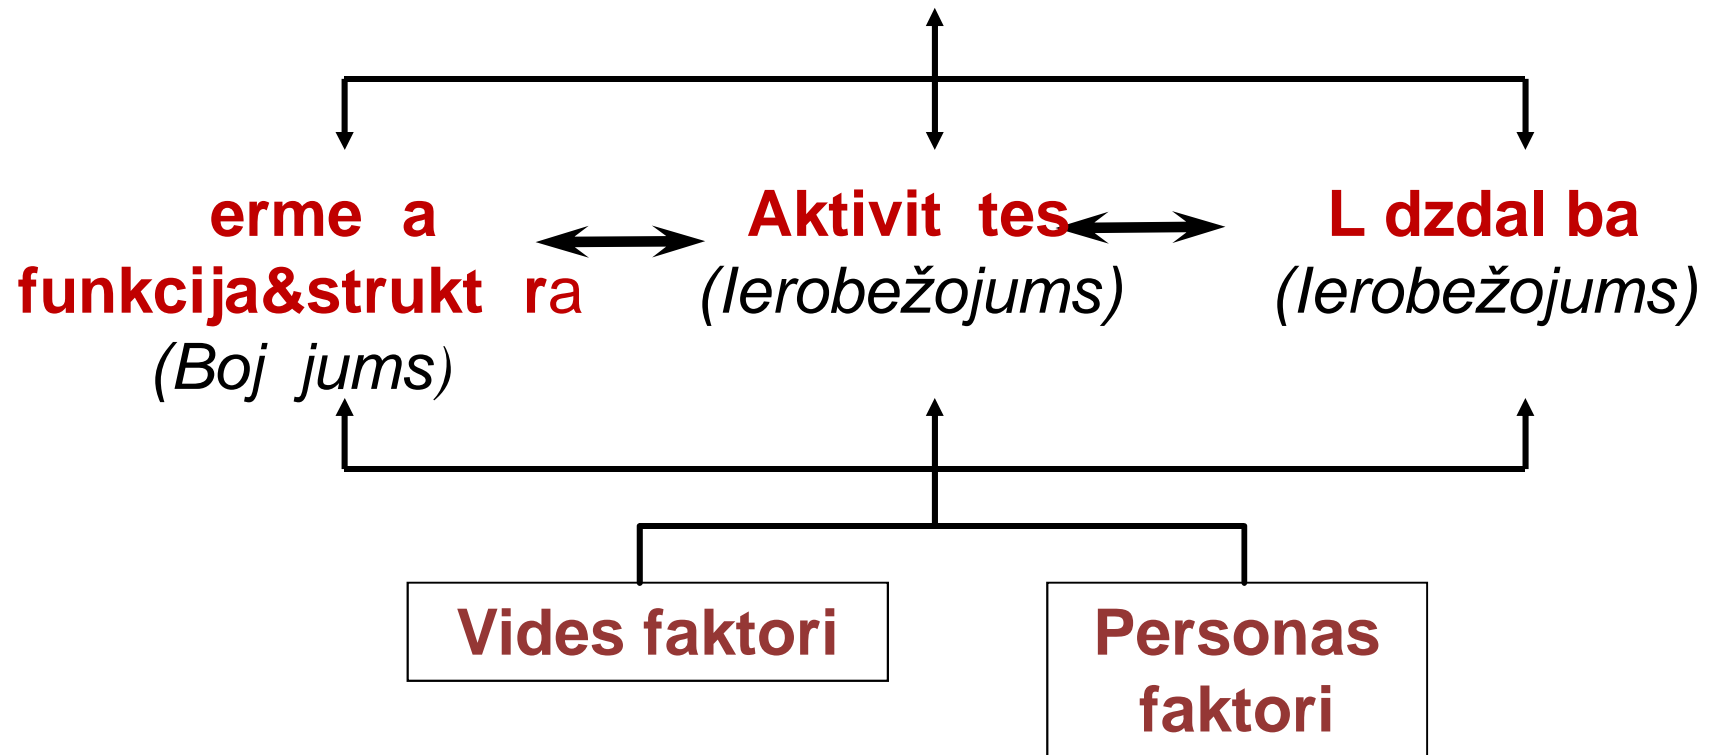 erme a
funkcija&strukt ra
(Boj jums)
Aktivit tes
(Ierobežojums)
L dzdal ba
(Ierobežojums)
Vides faktori
Personas
faktori